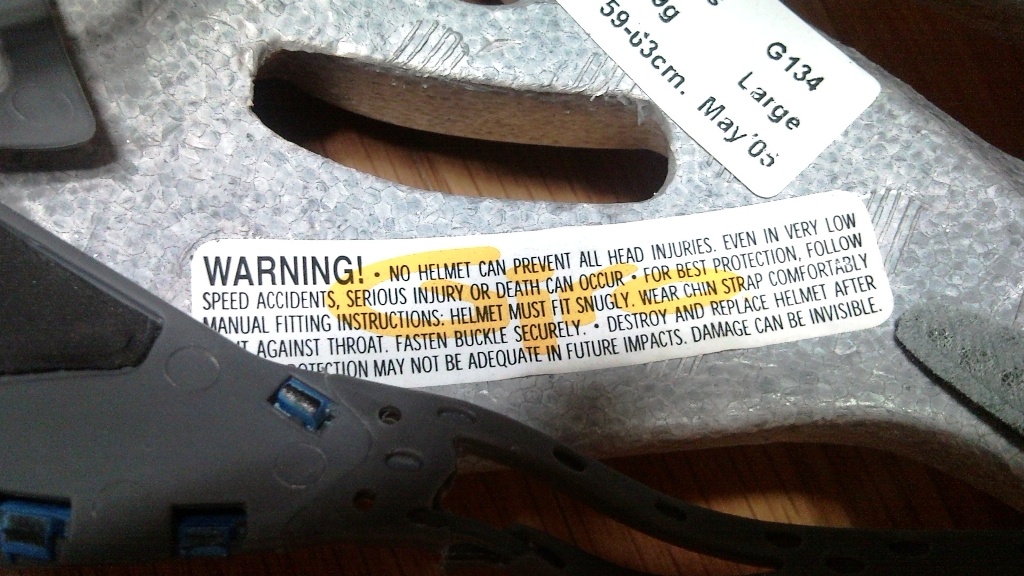 59-63cm. May'05
Large
G134
WARNING! • NO HELMET CAN PREVENT ALL HEAD INJURIES. EVEN IN VERY LOW
SPEED ACCIDENTS, SERIOUS INJURY OR DEATH CAN OCCUR • FOR BEST PROTECTION, FOLLOW
MANUAL FITTING INSTRUCTIONS. HELMET MUST FIT SNUGLY. WEAR CHIN STRAP COMFORTABLY
AGAINST THROAT. FASTEN BUCKLE SECURELY. • DESTROY AND REPLACE HELMET AFTER
MAY NOT BE ADEQUATE IN FUTURE IMPACTS. DAMAGE CAN BE INVISIBLE.
Giro